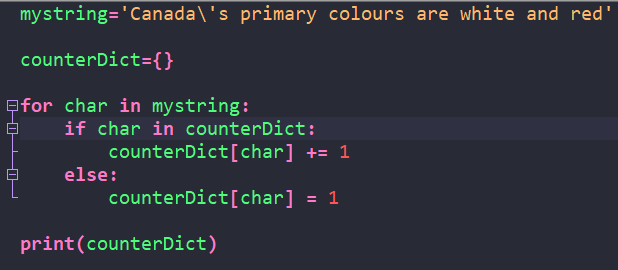 mystring='Canada\'s primary colours are white and red'
counterDict={}
for char in mystring:
    if char in counterDict:
        counterDict[char] += 1
    else:
        counterDict[char] = 1
print(counterDict)